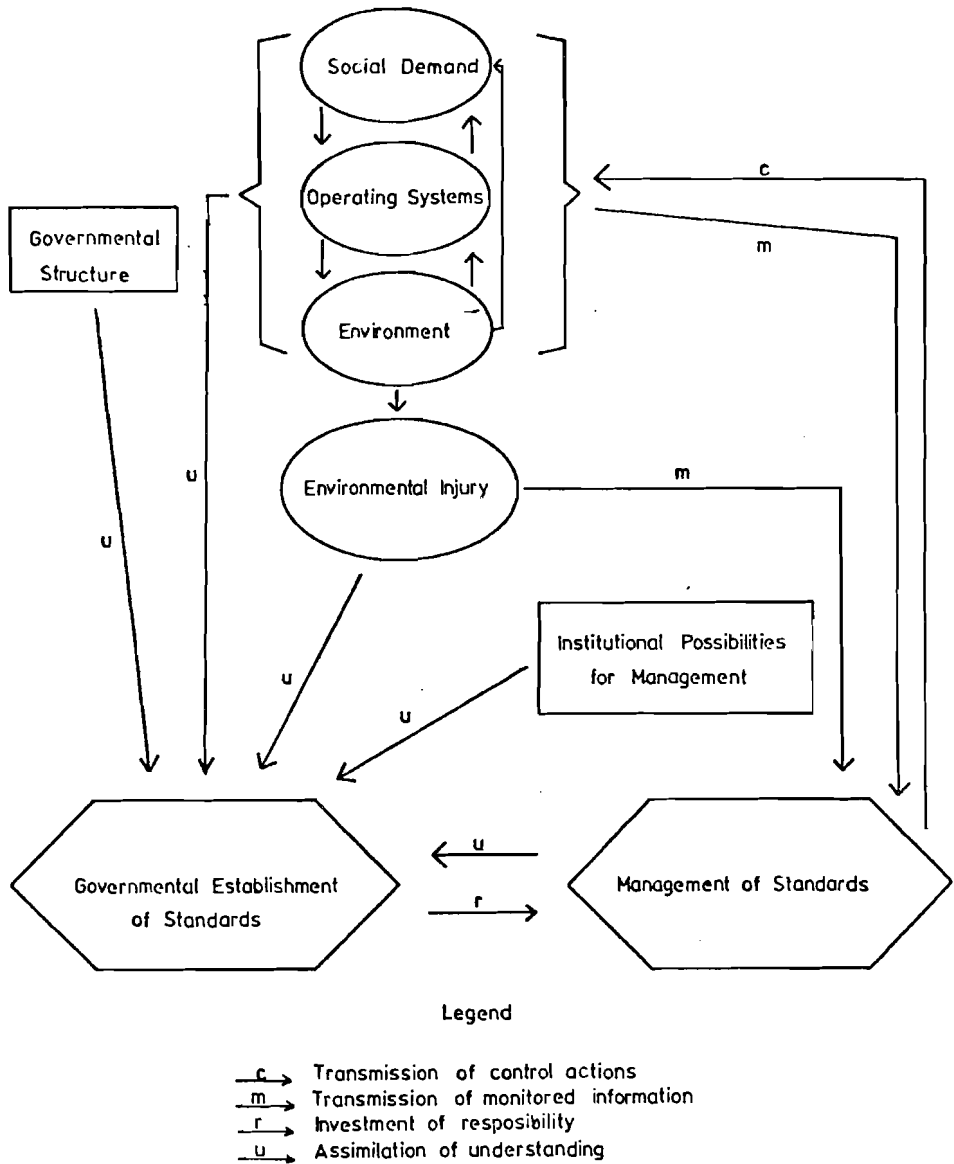 Social Demand
Operating Systems
Environment
Governmental
Structure
c
m
u
u
Environmental Injury
m
u
Institutional Possibilities
for Management
u
Governmental Establishment
of Standards
u
r
Management of Standards
Legend
c Transmission of control actions
m Transmission of monitored information
r Investment of resposibility
u Assimilation of understanding